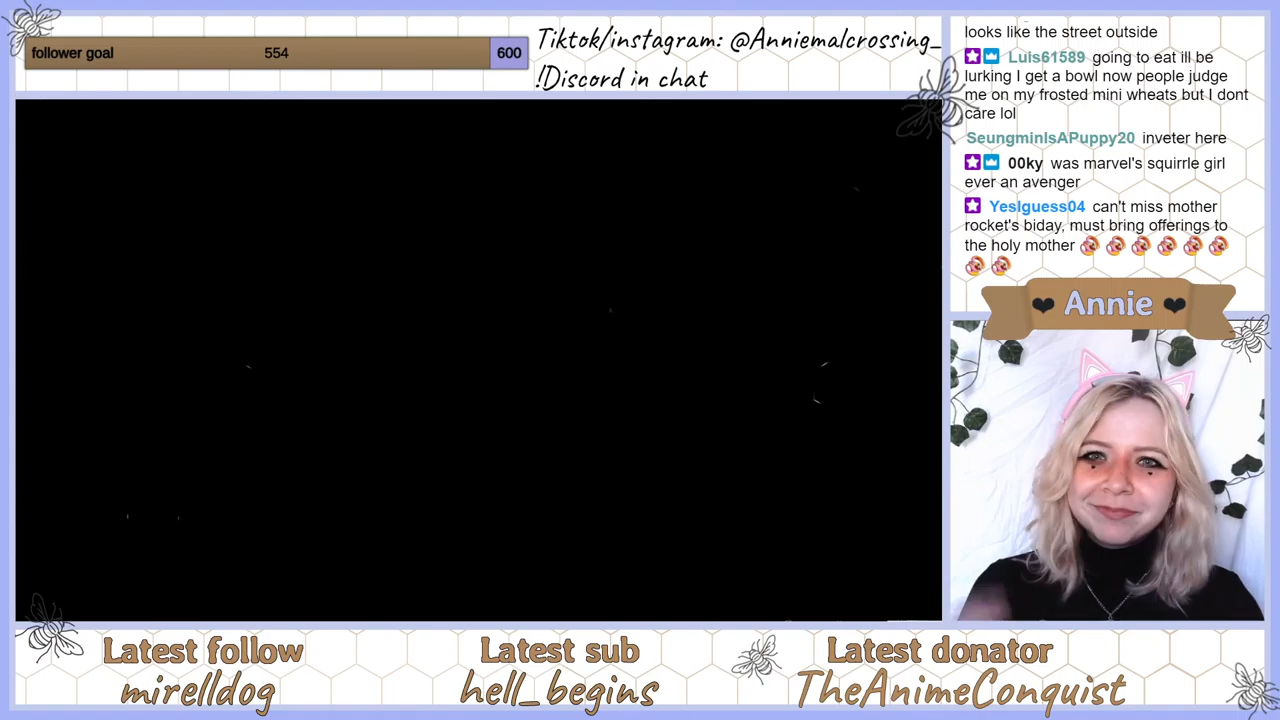 follower goal 554 600
Tiktok/instagram: @Anniemalcrossing_
!Discord in chat
looks like the street outside
Luis61589 going to eat ill be
lurking I get a bowl now people judge
me on my frosted mini wheats but I dont
care lol
SeungminIsAPuppy20 inveter here
00ky was marvel's squirrle girl
ever an avenger
YesIguess04 can't miss mother
rocket's biday, must bring offerings to
the holy mother
Annie
Latest follow
mirelldog
Latest sub
hell_begins
Latest donator
TheAnimeConquist